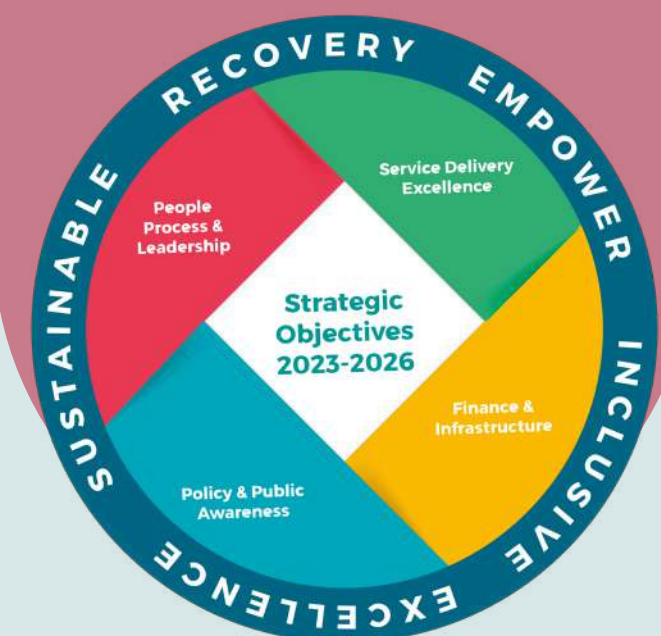 SUSTAINABLE RECOVERY EMPOWER INCLUSIVE EXCELLENCE
Service Delivery
Excellence
People
Process &
Leadership
Strategic
Objectives
2023-2026
Finance &
Infrastructure
Policy & Public
Awareness